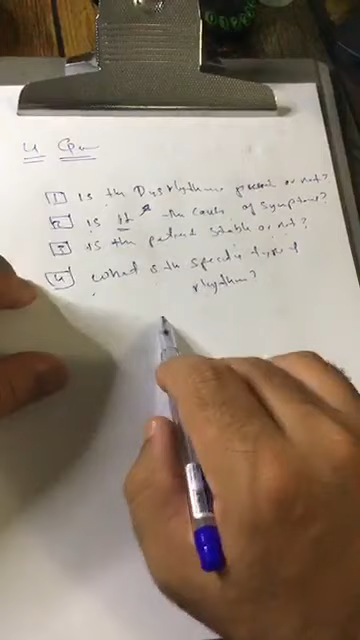 4 Qu
1 Is the Dysrhythmia present or not?
2 is it the cause of symptoms?
3 is the patient stable or not?
4 What is the specific type of
rhythm?